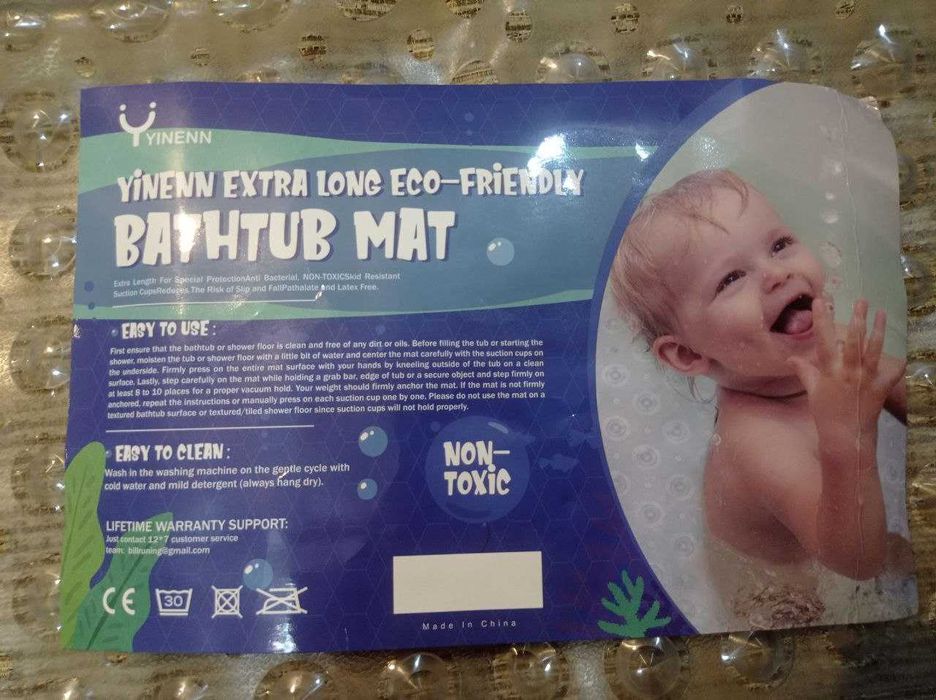 YINENN
YiNENN EXTRA LONG ECO-FRiENDLY
BATHTUB MAT
Extra Length For Special ProtectionAnti Bacterial, NON-TOXICSkid Resistant
Suction CupsReduces The Risk of Slip and FallPathalate and Latex Free.
EASY TO USE :
First ensure that the bathtub or shower floor is clean and free of any dirt or oils. Before filling the tub or starting the
shower, moisten the tub or shower floor with a little bit of water and center the mat carefully with the suction cups on
the underside. Firmly press on the entire mat surface with your hands by kneeling outside of the tub on a clean
surface. Lastly, step carefully on the mat while holding a grab bar, edge of tub or a secure object and step firmly on
at least 8 to 10 places for a proper vacuum hold. Your weight should firmly anchor the mat. If the mat is not firmly
anchored, repeat the instructions or manually press on each suction cup one by one. Please do not use the mat on a
textured bathtub surface or textured/tiled shower floor since suction cups will not hold properly.
EASY TO CLEAN :
Wash in the washing machine on the gentle cycle with
cold water and mild detergent (always hang dry).
NON-
TOXiC
LIFETIME WARRANTY SUPPORT:
Just contact 12*7 customer service
team: billruning@gmail.com
CE 30
Made In China